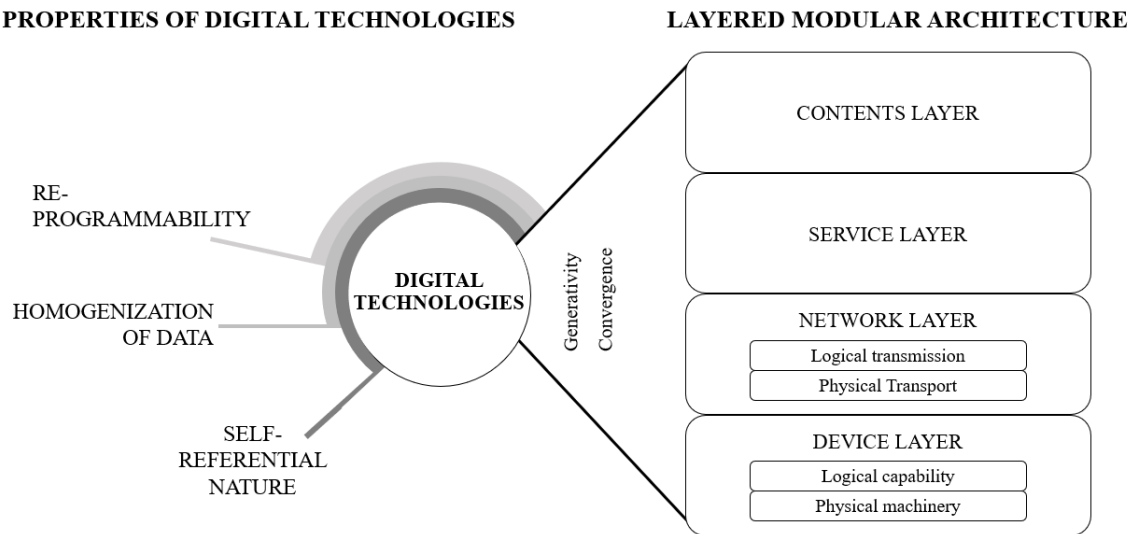 PROPERTIES OF DIGITAL TECHNOLOGIES
RE-
PROGRAMMABILITY
HOMOGENIZATION
OF DATA
SELF-
REFERENTIAL
NATURE
DIGITAL
TECHNOLOGIES
Generativity
Convergence
LAYERED MODULAR ARCHITECTURE
CONTENTS LAYER
SERVICE LAYER
NETWORK LAYER
Logical transmission
Physical Transport
DEVICE LAYER
Logical capability
Physical machinery